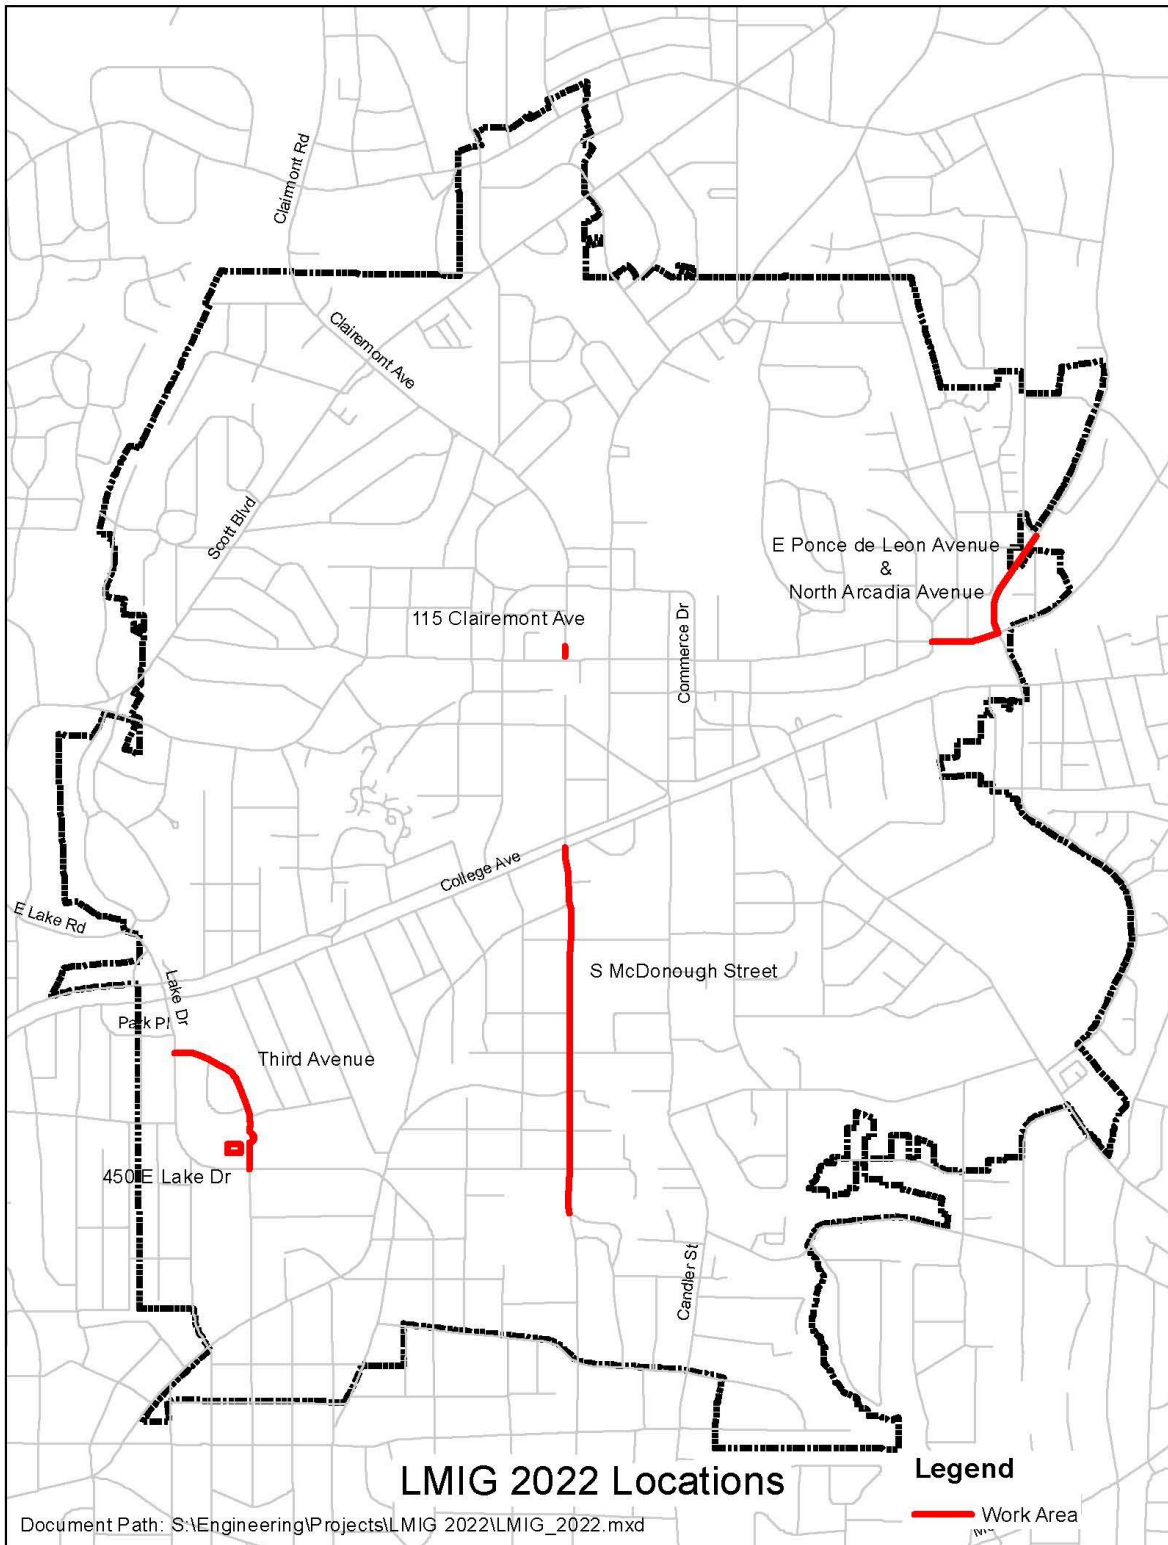 Clairmont Rd
Clairemont Ave
Scott Blvd
E Ponce de Leon Avenue
&
North Arcadia Avenue
115 Clairemont Ave
Commerce Dr
College Ave
E Lake Rd
S McDonough Street
Lake Dr
Park Pl
Third Avenue
450 E Lake Dr
Candler St
LMIG 2022 Locations
Legend
Work Area
Document Path: S:\Engineering\Projects\LMIG 2022\LMIG_2022.mxd